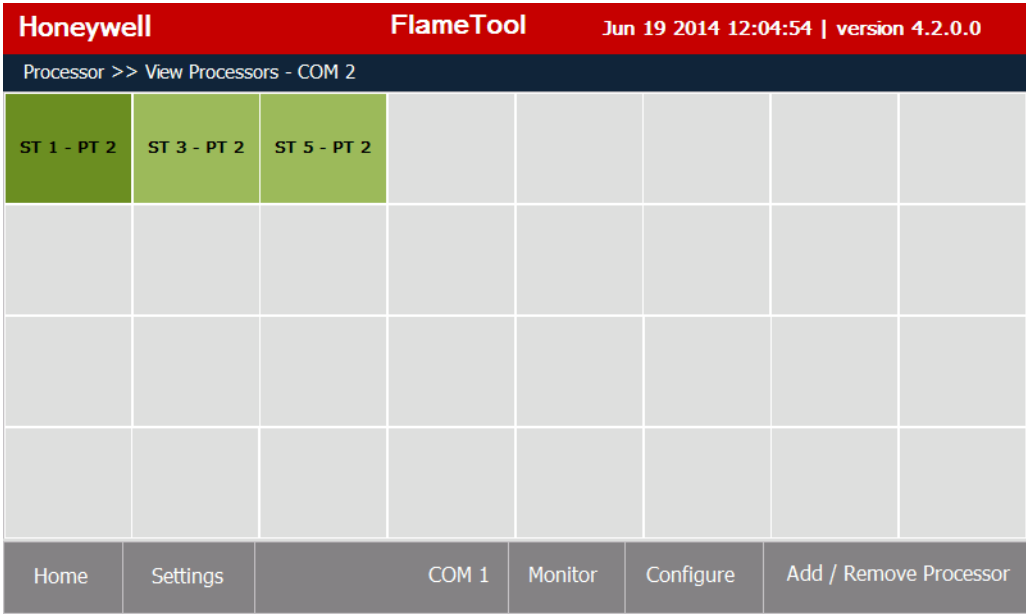 Honeywell FlameTool Jun 19 2014 12:04:54 | version 4.2.0.0
Processor >> View Processors - COM 2
ST 1 - PT 2 ST 3 - PT 2 ST 5 - PT 2
Home Settings COM 1 Monitor Configure Add / Remove Processor